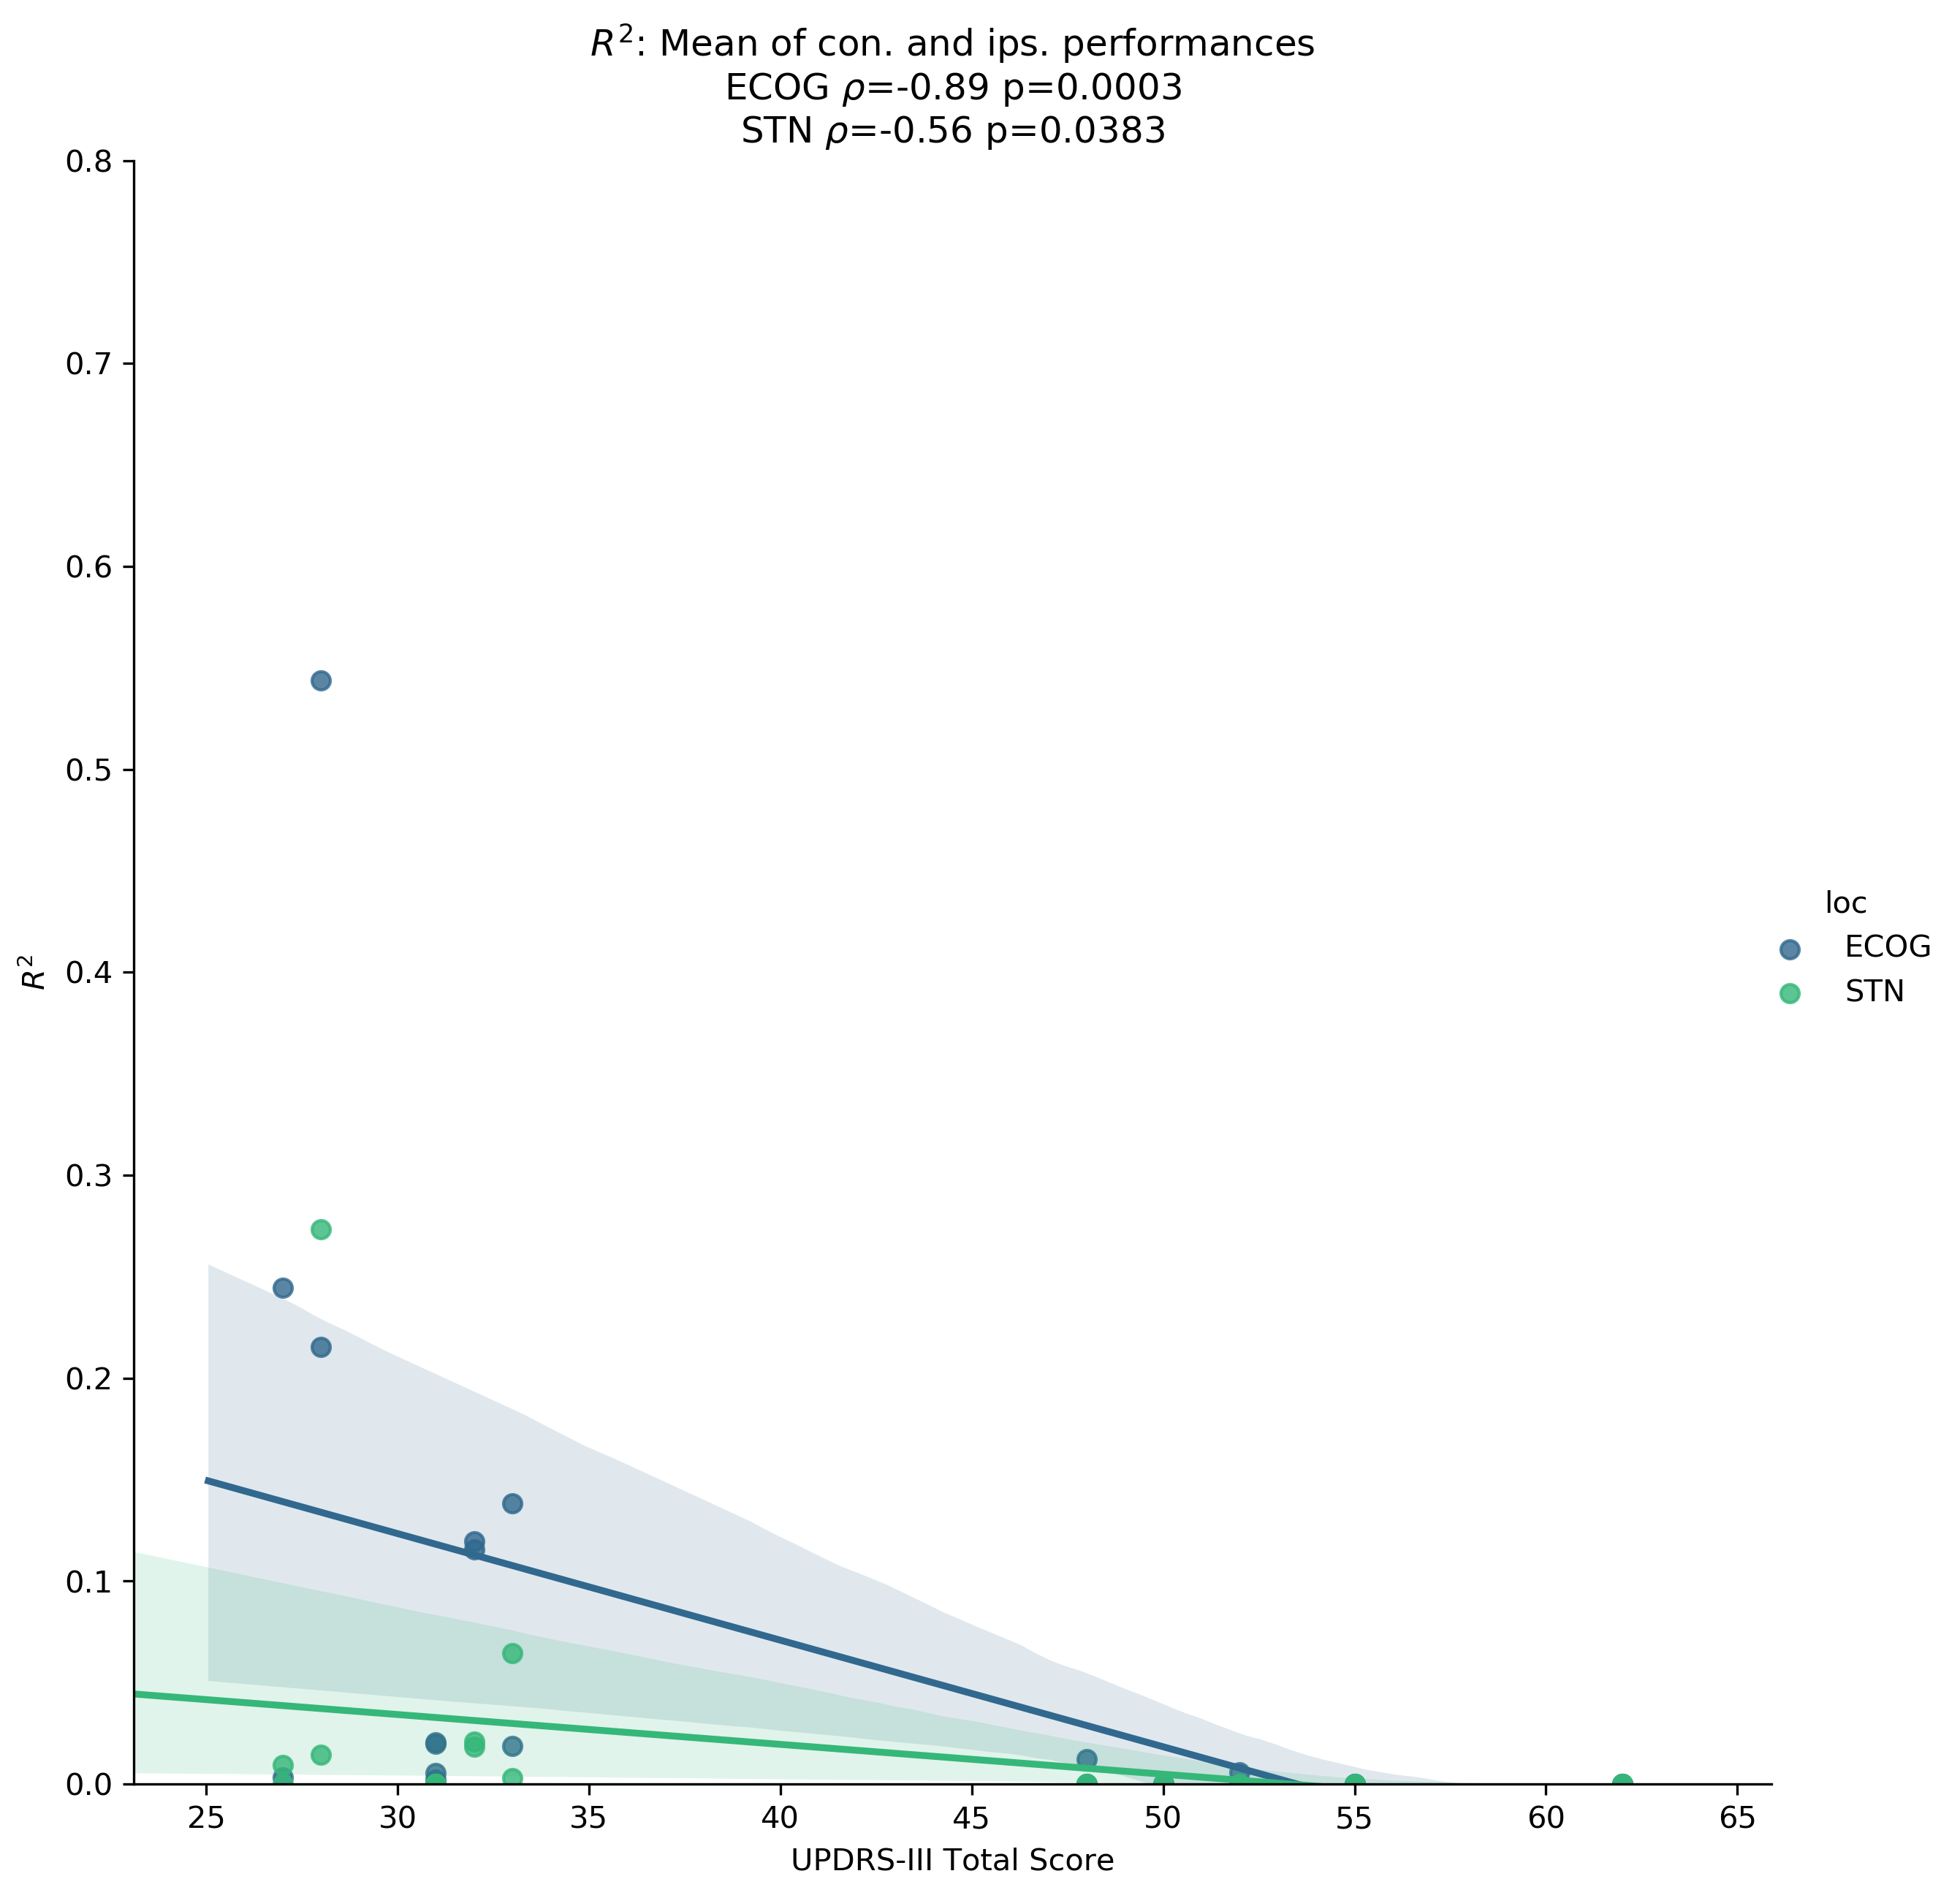 R²: Mean of con. and ips. performances
ECOG ρ=-0.89 p=0.0003
STN ρ=-0.56 p=0.0383
0.8
0.7
0.6
0.5
0.4
0.3
0.2
0.1
0.0
R²
25 30 35 40 45 50 55 60 65
UPDRS-III Total Score
loc
ECOG
STN